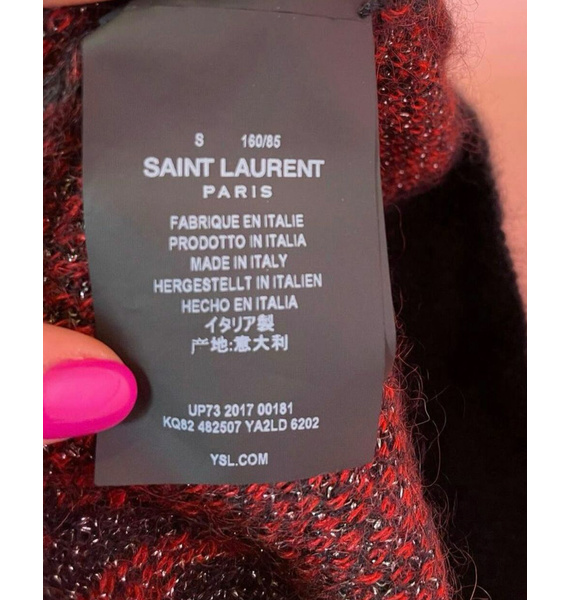 S 160/85
SAINT LAURENT
PARIS
FABRIQUE EN ITALIE
PRODOTTO IN ITALIA
MADE IN ITALY
HERGESTELLT IN ITALIEN
HECHO EN ITALIA
イタリア製
产地:意大利
UP73 2017 00181
KQ82 482507 YA2LD 6202
YSL.COM